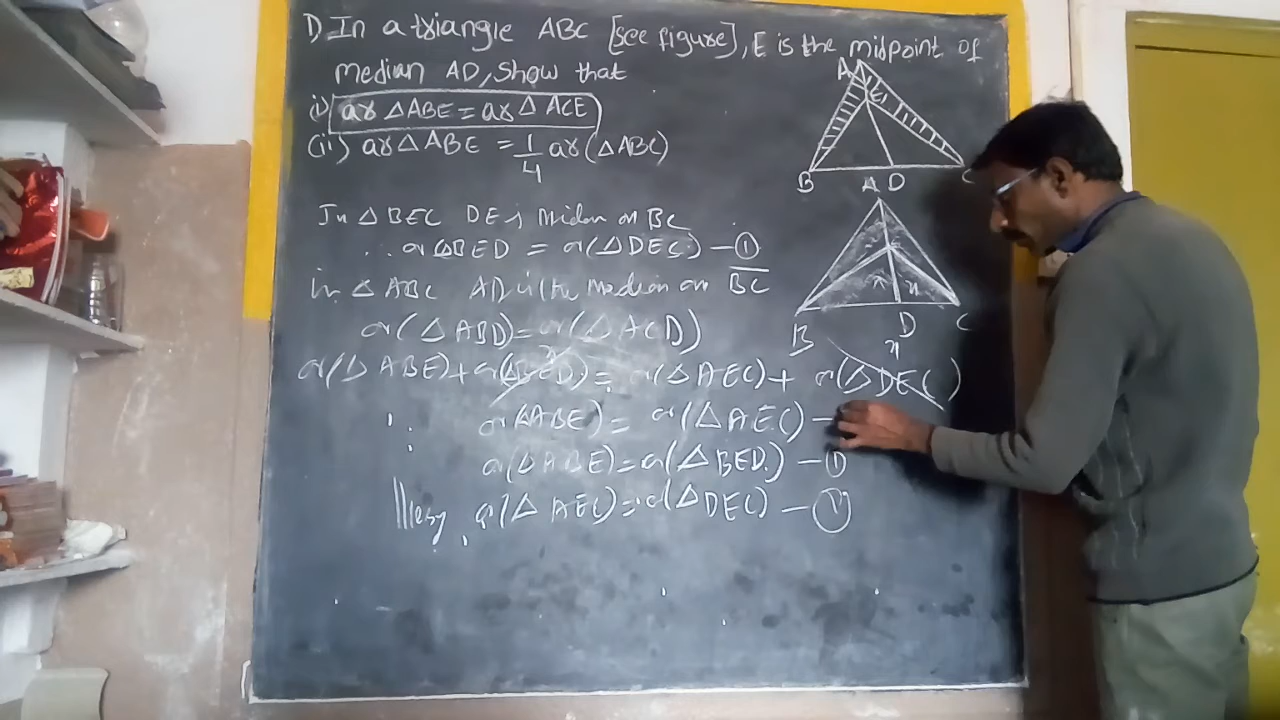 1) In a triangle ABC [see figure], E is the midpoint of
median AD, Show that
i) ar △ABE = ar △ ACE
(ii) ar △ ABE = 1/4 ar (△ABC)
In △ BEC DE is Median on BC
∴ ar △BED = ar (△DEC) – ①
in △ ABC AD is the Median on BC
ar (△ ABD) = ar (△ ACD)
ar (△ ABE) + ar (△BED) = ar (△ AEC) + ar (△ DEC)
∴ ar (△ABE) = ar (△ AEC) –
ar (△ABE) = ar (△ BED) – ①
lllerly ar (△ AEC) = ar (△DEC) –
A
E
B D C
A
x x
B D C
x
x